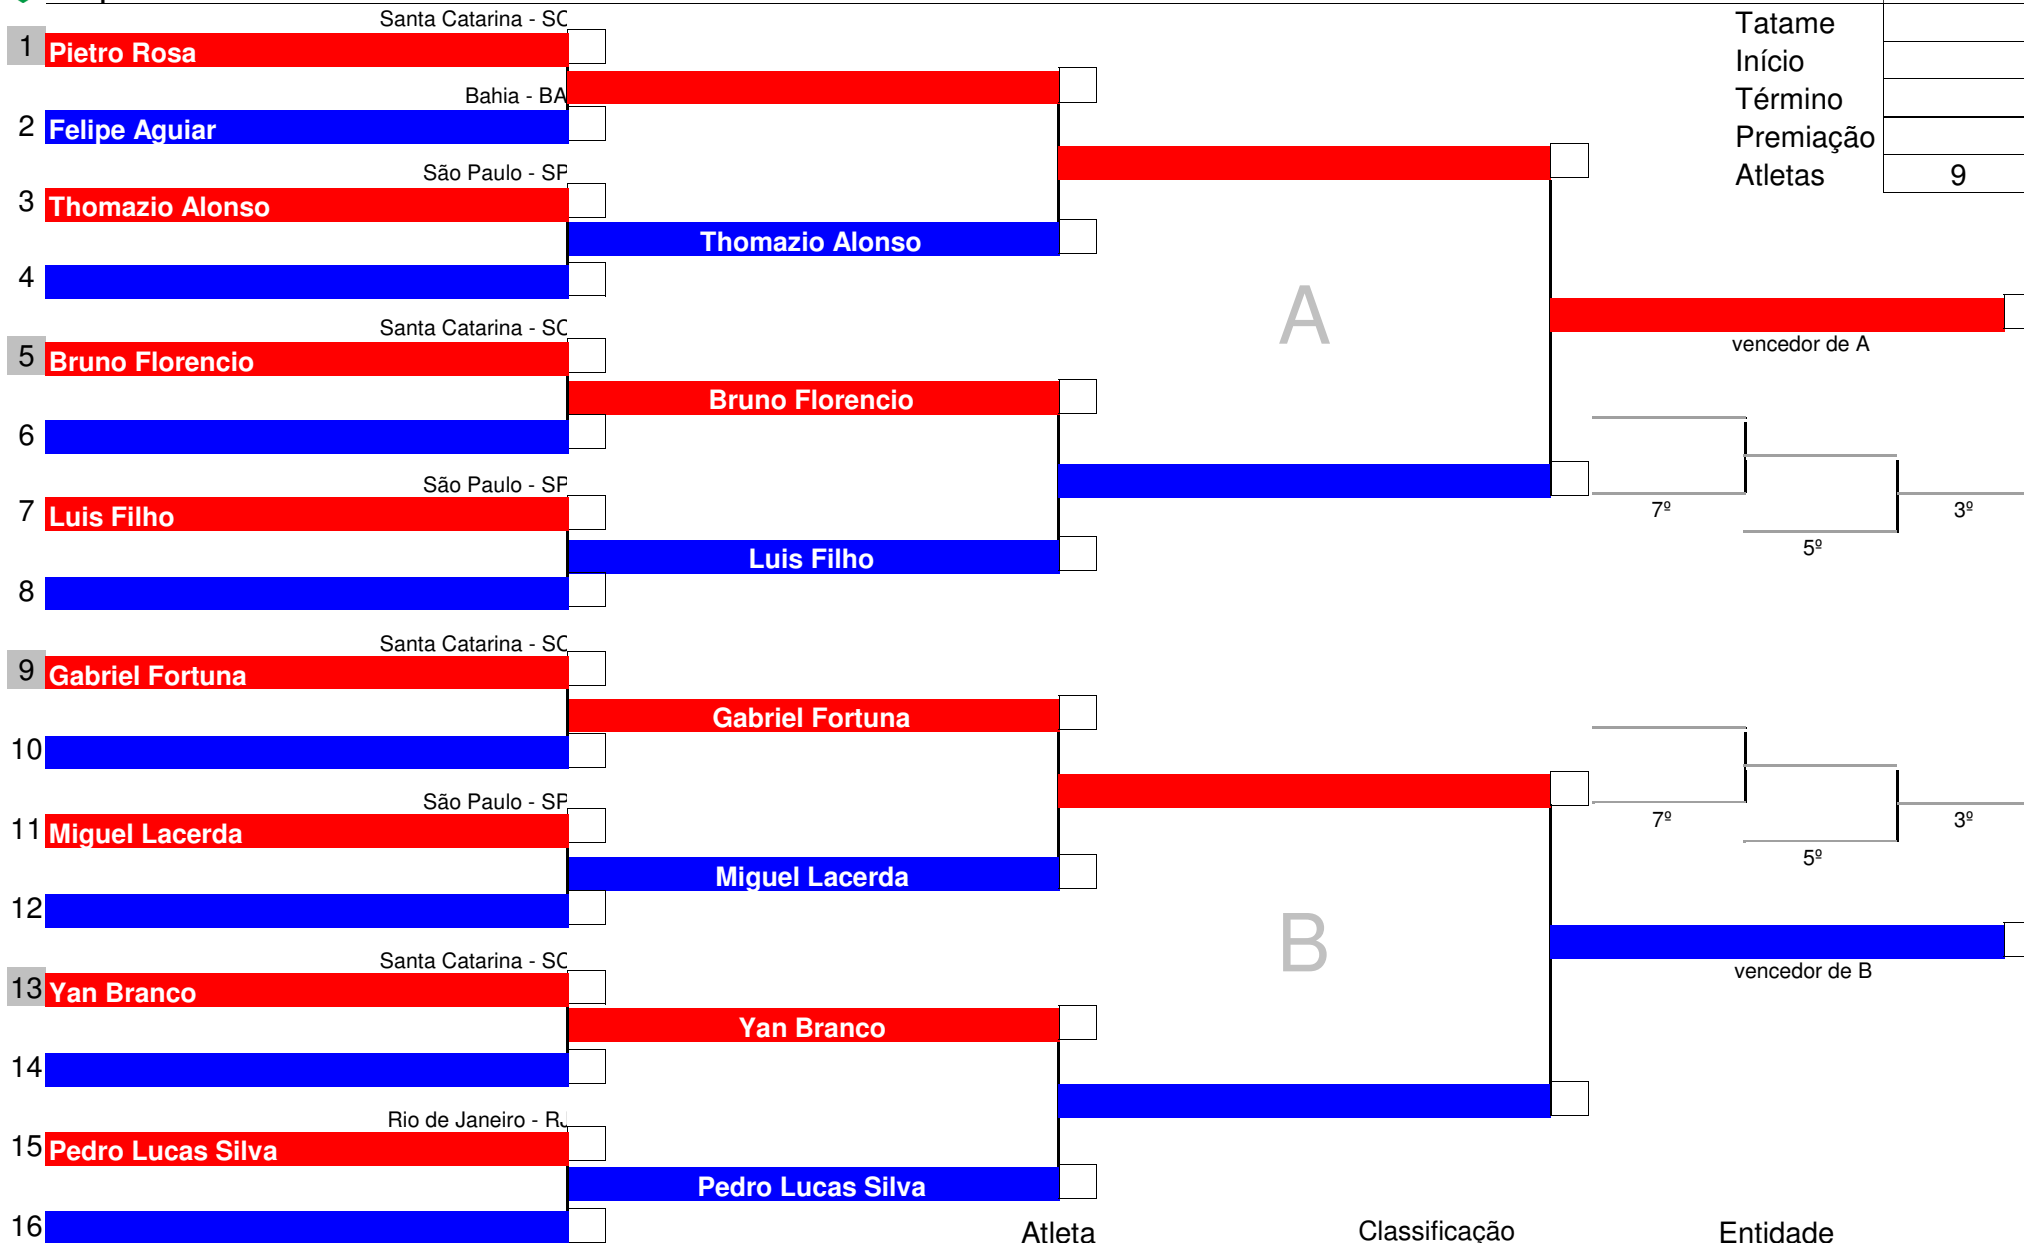 Santa Catarina - SC
1 Pietro Rosa
Bahia - BA
2 Felipe Aguiar
São Paulo - SP
3 Thomazio Alonso
Thomazio Alonso
4
Santa Catarina - SC
5 Bruno Florencio
Bruno Florencio
6
São Paulo - SP
7 Luis Filho
Luis Filho
8
Santa Catarina - SC
9 Gabriel Fortuna
Gabriel Fortuna
10
São Paulo - SP
11 Miguel Lacerda
Miguel Lacerda
12
Santa Catarina - SC
13 Yan Branco
Yan Branco
14
Rio de Janeiro - RJ
15 Pedro Lucas Silva
Pedro Lucas Silva
16
A
B
Tatame
Início
Término
Premiação
Atletas 9
vencedor de A
7º
3º
5º
7º
3º
5º
vencedor de B
Atleta Classificação Entidade